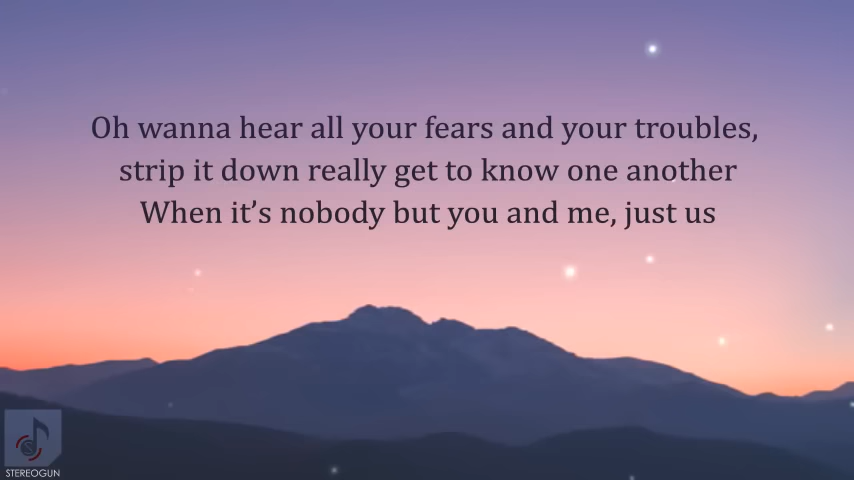 Oh wanna hear all your fears and your troubles,
strip it down really get to know one another
When it’s nobody but you and me, just us
STEREOGUN